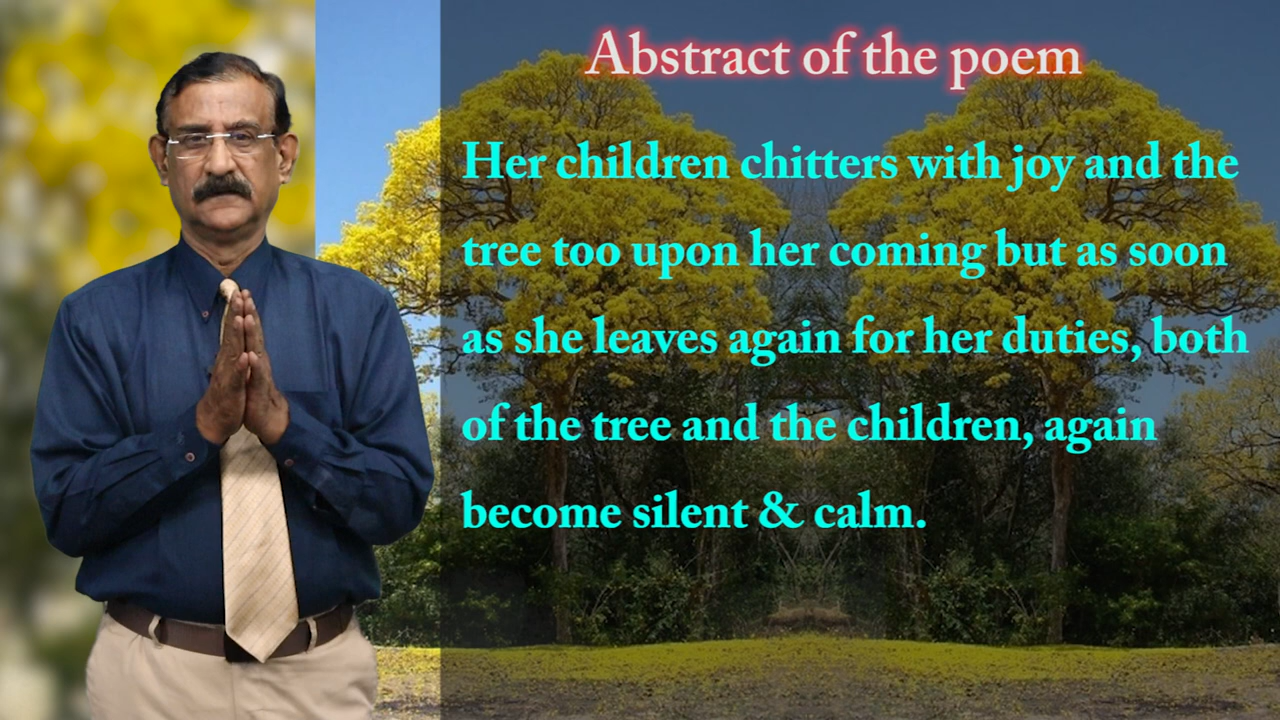 Abstract of the poem
Her children chitters with joy and the
tree too upon her coming but as soon
as she leaves again for her duties, both
of the tree and the children, again
become silent & calm.